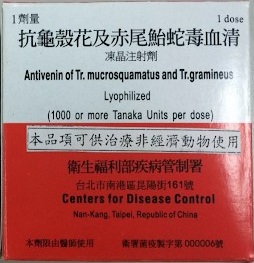 1劑量 1 dose
抗龜殼花及赤尾鮐蛇毒血清
凍晶注射劑
Antivenin of Tr. mucrosquamatus and Tr.gramineus
Lyophilized
(1000 or more Tanaka Units per dose)
本品項可供治療非經濟動物使用
衛生福利部疾病管制署
台北市南港區昆陽街161號
Centers for Disease Control
Nan-Kang, Taipei, Republic of China
本劑限由醫師使用 衛署菌疫製字第000006號